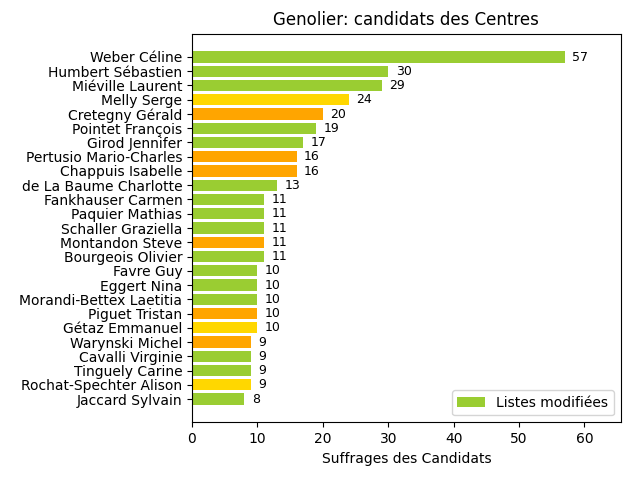 Genolier: candidats des Centres
Weber Céline 57
Humbert Sébastien 30
Miéville Laurent 29
Melly Serge 24
Cretegny Gérald 20
Pointet François 19
Girod Jennifer 17
Pertusio Mario-Charles 16
Chappuis Isabelle 16
de La Baume Charlotte 13
Fankhauser Carmen 11
Paquier Mathias 11
Schaller Graziella 11
Montandon Steve 11
Bourgeois Olivier 11
Favre Guy 10
Eggert Nina 10
Morandi-Bettex Laetitia 10
Piguet Tristan 10
Gétaz Emmanuel 10
Warynski Michel 9
Cavalli Virginie 9
Tinguely Carine 9
Rochat-Spechter Alison 9
Jaccard Sylvain 8
Listes modifiées
0 10 20 30 40 50 60
Suffrages des Candidats